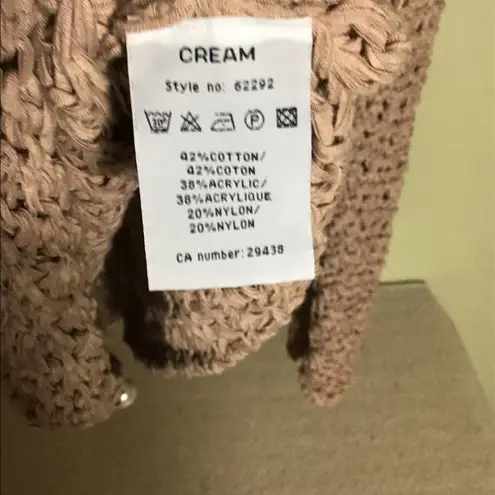 CREAM
Style no: 62292
30°
P
42%COTTON/
42%COTON
38%ACRYLIC/
38%ACRYLIQUE
20%NYLON/
20%NYLON
CA number:29438